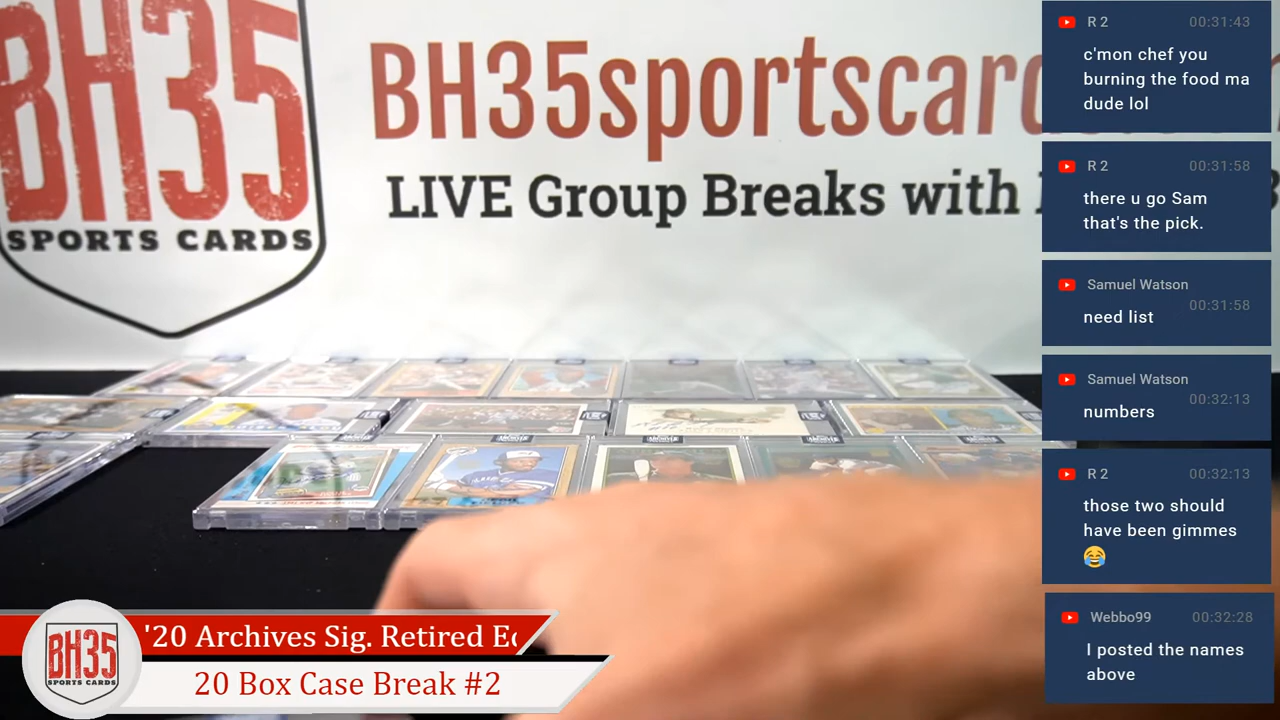 BH35
SPORTS CARDS
BH35sportscar
LIVE Group Breaks with
R 2 00:31:43
c'mon chef you
burning the food ma
dude lol
R 2 00:31:58
there u go Sam
that's the pick.
Samuel Watson 00:31:58
need list
Samuel Watson 00:32:13
numbers
R 2 00:32:13
those two should
have been gimmes
😂
Webbo99 00:32:28
I posted the names
above
BH35
SPORTS CARDS
'20 Archives Sig. Retired Ed
20 Box Case Break #2